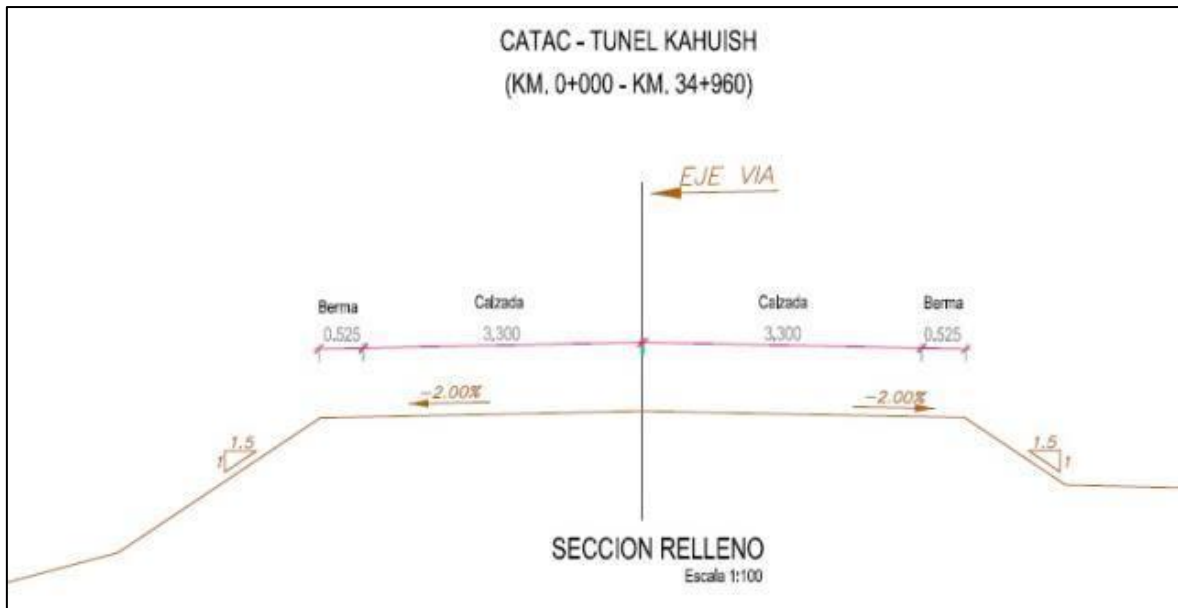 CATAC - TUNEL KAHUISH
(KM. 0+000 - KM. 34+960)
EJE VIA
Berma Calzada Calzada Berma
0.525 3,300 3,300 0.525
-2.00% -2.00%
1.5 1.5
1 1
SECCION RELLENO
Escala 1:100